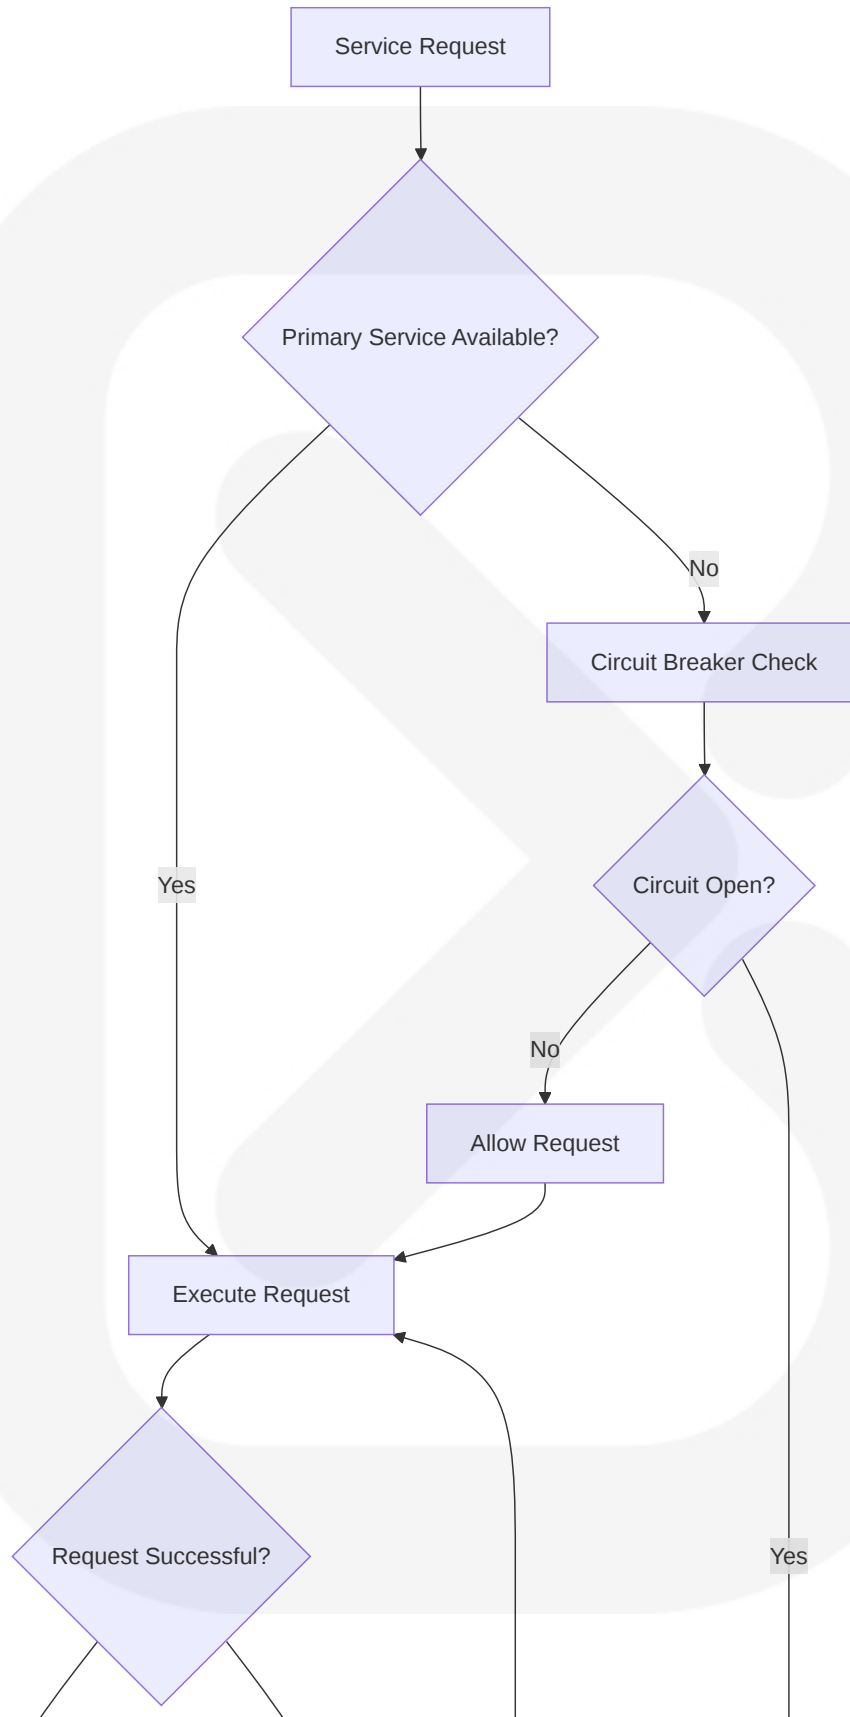 Service Request
Primary Service Available?
No
Circuit Breaker Check
Yes
Circuit Open?
No
Allow Request
Execute Request
Request Successful?
Yes